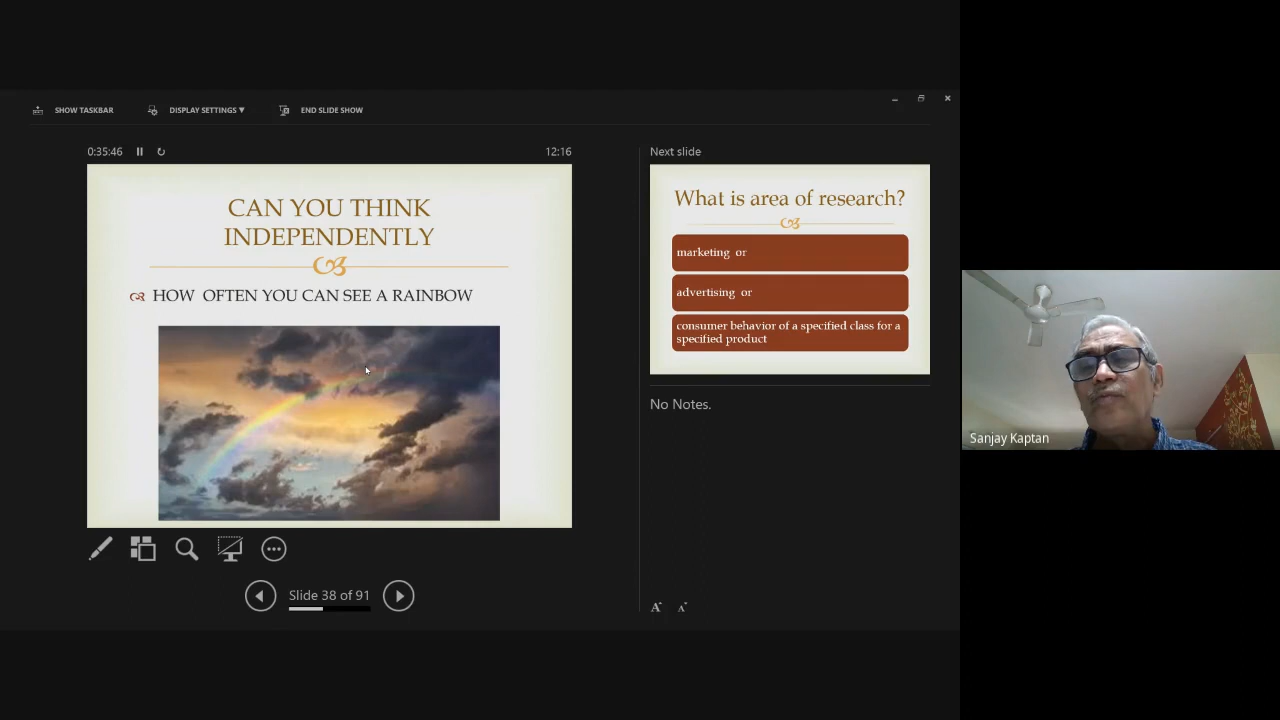 SHOW TASKBAR
DISPLAY SETTINGS ▼
END SLIDE SHOW
0:35:46
12:16
CAN YOU THINK
INDEPENDENTLY
HOW OFTEN YOU CAN SEE A RAINBOW
Slide 38 of 91
Next slide
What is area of research?
marketing or
advertising or
consumer behavior of a specified class for a
specified product
No Notes.
A A
Sanjay Kaptan